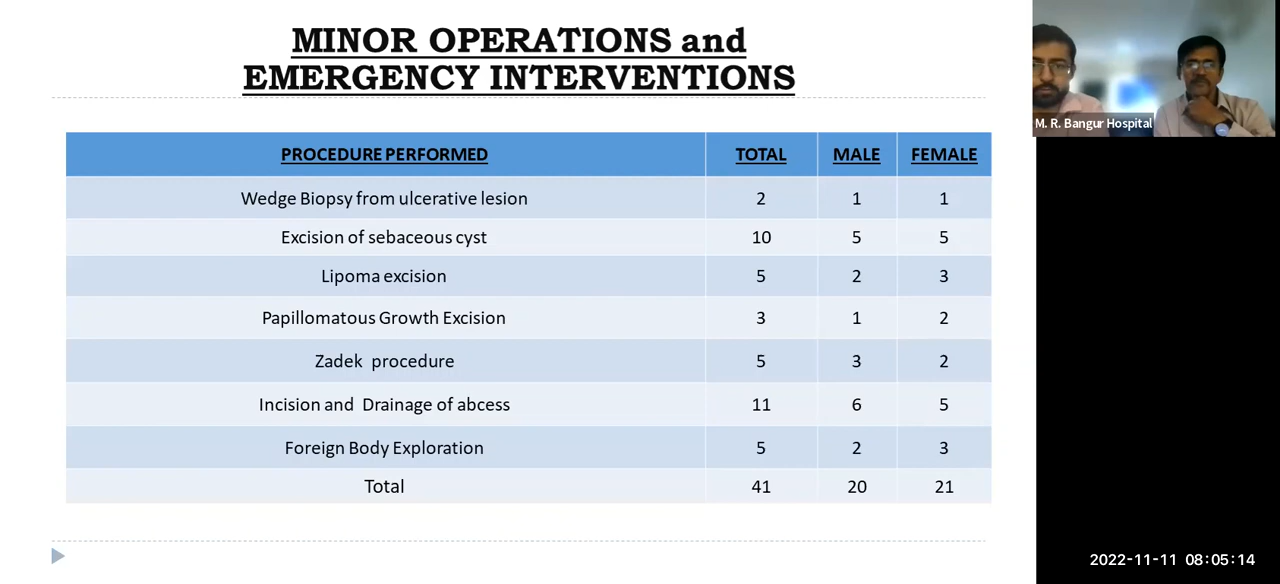 MINOR OPERATIONS and
EMERGENCY INTERVENTIONS
M. R. Bangur Hospital
PROCEDURE PERFORMED TOTAL MALE FEMALE
Wedge Biopsy from ulcerative lesion 2 1 1
Excision of sebaceous cyst 10 5 5
Lipoma excision 5 2 3
Papillomatous Growth Excision 3 1 2
Zadek procedure 5 3 2
Incision and Drainage of abcess 11 6 5
Foreign Body Exploration 5 2 3
Total 41 20 21
2022-11-11 08:05:14